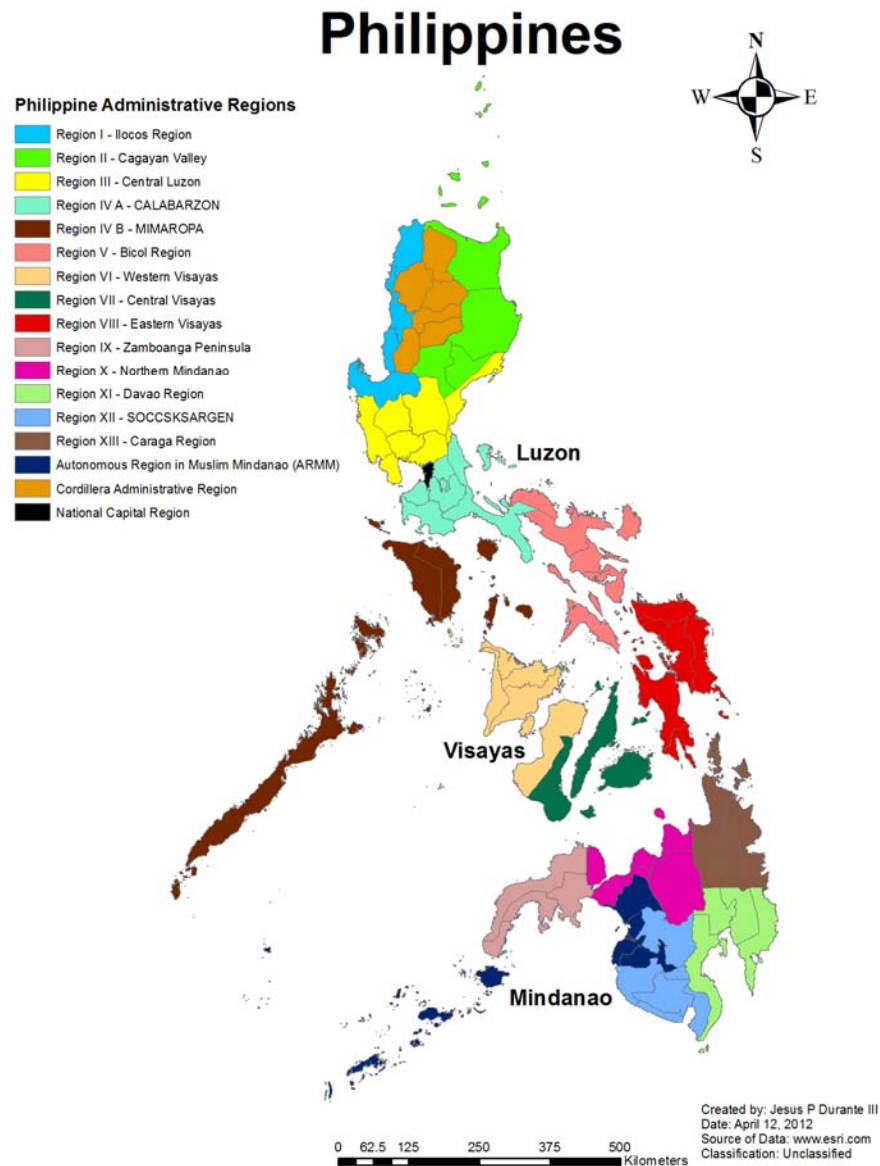 Philippines
N
W E
S
Philippine Administrative Regions
Region I - Ilocos Region
Region II - Cagayan Valley
Region III - Central Luzon
Region IV A - CALABARZON
Region IV B - MIMAROPA
Region V - Bicol Region
Region VI - Western Visayas
Region VII - Central Visayas
Region VIII - Eastern Visayas
Region IX - Zamboanga Peninsula
Region X - Northern Mindanao
Region XI - Davao Region
Region XII - SOCCSKSARGEN
Region XIII - Caraga Region
Autonomous Region in Muslim Mindanao (ARMM)
Cordillera Administrative Region
National Capital Region
Luzon
Visayas
Mindanao
Created by: Jesus P Durante III
Date: April 12, 2012
Source of Data: www.esri.com
Classification: Unclassified
0 62.5 125 250 375 500
Kilometers